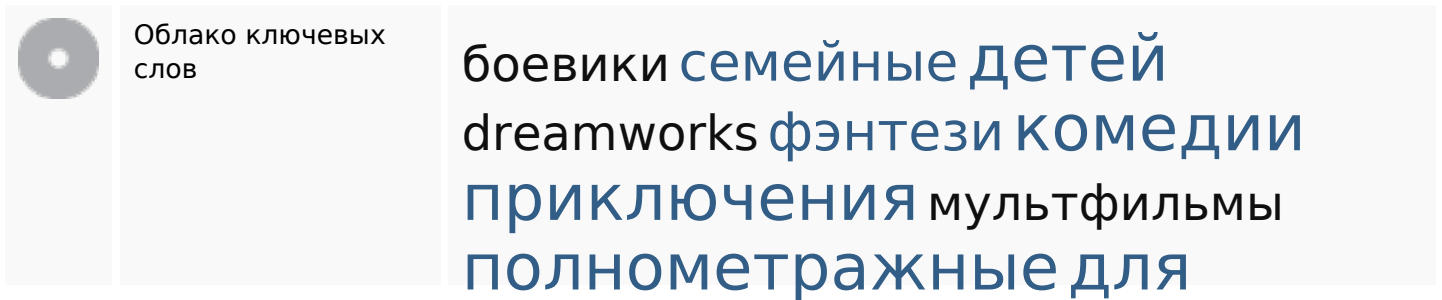 Облако ключевых
слов
боевики семейные детей
dreamworks фэнтези комедии
приключения мультфильмы
полнометражные для